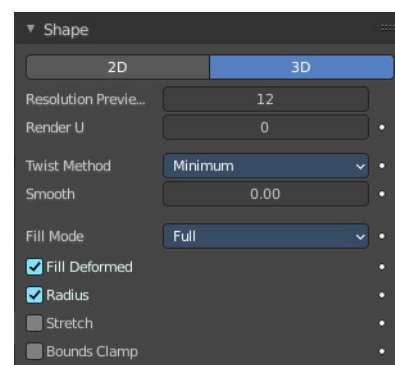 Shape
2D 3D
Resolution Previe... 12
Render U 0
Twist Method Minimum
Smooth 0.00
Fill Mode Full
Fill Deformed
Radius
Stretch
Bounds Clamp